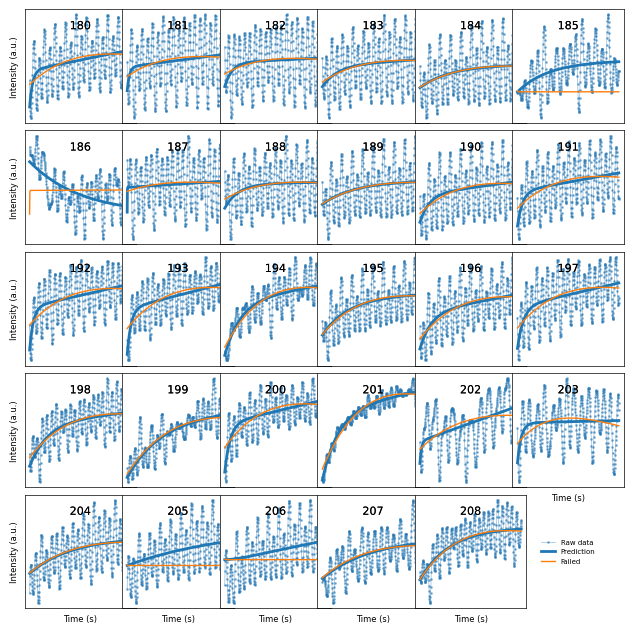 180 181 182 183 184 185
Intensity (a.u.)
186 187 188 189 190 191
Intensity (a.u.)
192 193 194 195 196 197
Intensity (a.u.)
198 199 200 201 202 203
Intensity (a.u.)
Time (s)
204 205 206 207 208
Intensity (a.u.)
Raw data
Prediction
Failed
Time (s) Time (s) Time (s) Time (s) Time (s)